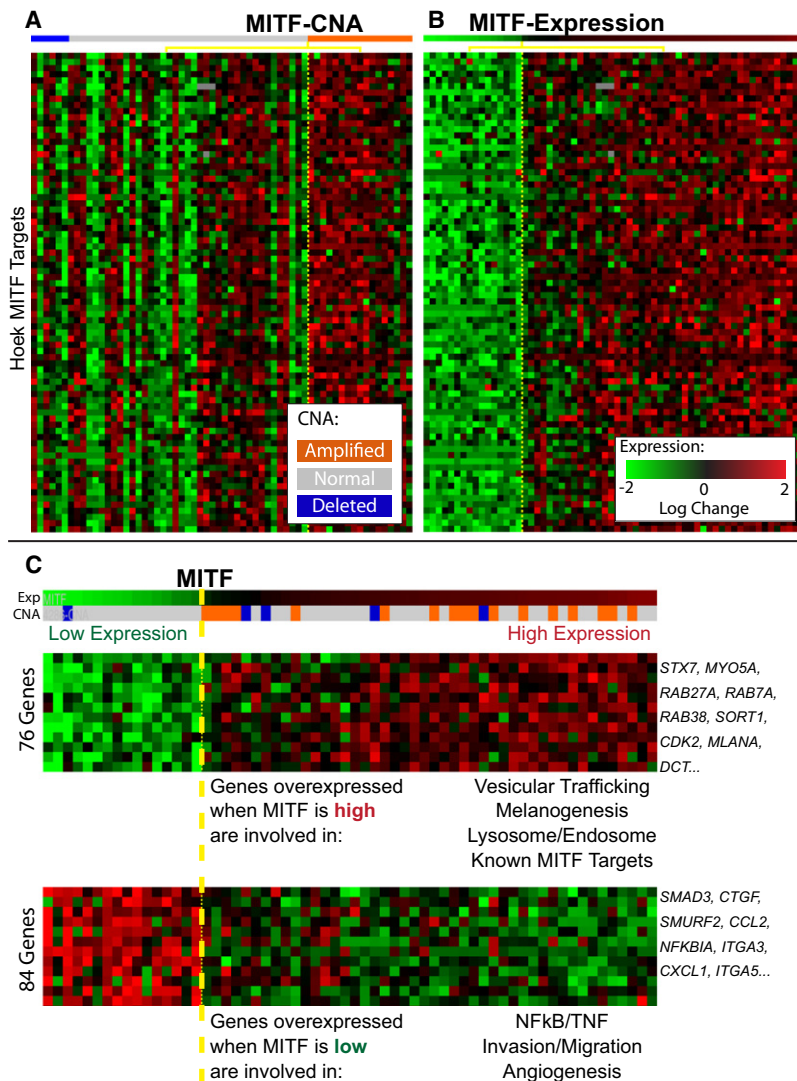 A
MITF-CNA
B
MITF-Expression
Hoek MITF Targets
CNA:
Amplified
Normal
Deleted
Expression:
-2 0 2
Log Change
C
MITF
Exp
MITF
CNA
Low Expression
High Expression
76 Genes
STX7, MYO5A,
RAB27A, RAB7A,
RAB38, SORT1,
CDK2, MLANA,
DCT...
Genes overexpressed
when MITF is high
are involved in:
Vesicular Trafficking
Melanogenesis
Lysosome/Endosome
Known MITF Targets
84 Genes
SMAD3, CTGF,
SMURF2, CCL2,
NFKBIA, ITGA3,
CXCL1, ITGA5...
Genes overexpressed
when MITF is low
are involved in:
NFkB/TNF
Invasion/Migration
Angiogenesis